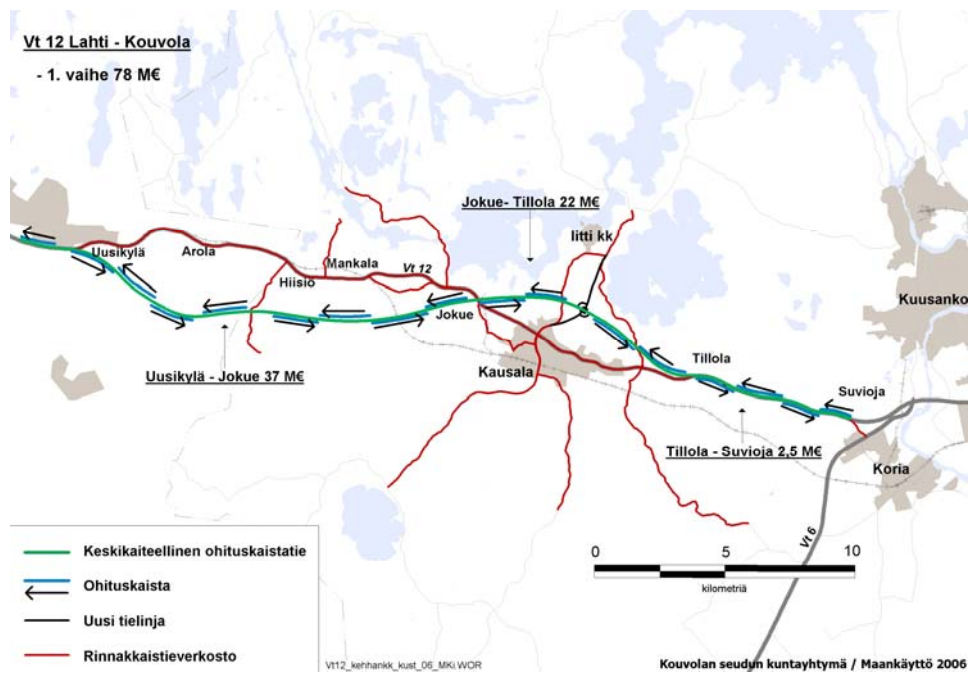 Vt 12 Lahti - Kouvola
- 1. vaihe 78 M€
Jokue- Tillola 22 M€
Iitti kk
Uusikylä
Arola
Mankala
Vt 12
Hiisiö
Kuusanko
Jokue
Kausala
Tillola
Uusikylä - Jokue 37 M€
Suvioja
Tillola - Suvioja 2,5 M€
Koria
Vt 6
Keskikaiteellinen ohituskaistatie
Ohituskaista
Uusi tielinja
Rinnakkaistieverkosto
0 5 10
kilometriä
Vt12_kehhankk_kust_06_MKi.WOR
Kouvolan seudun kuntayhtymä / Maankäyttö 2006